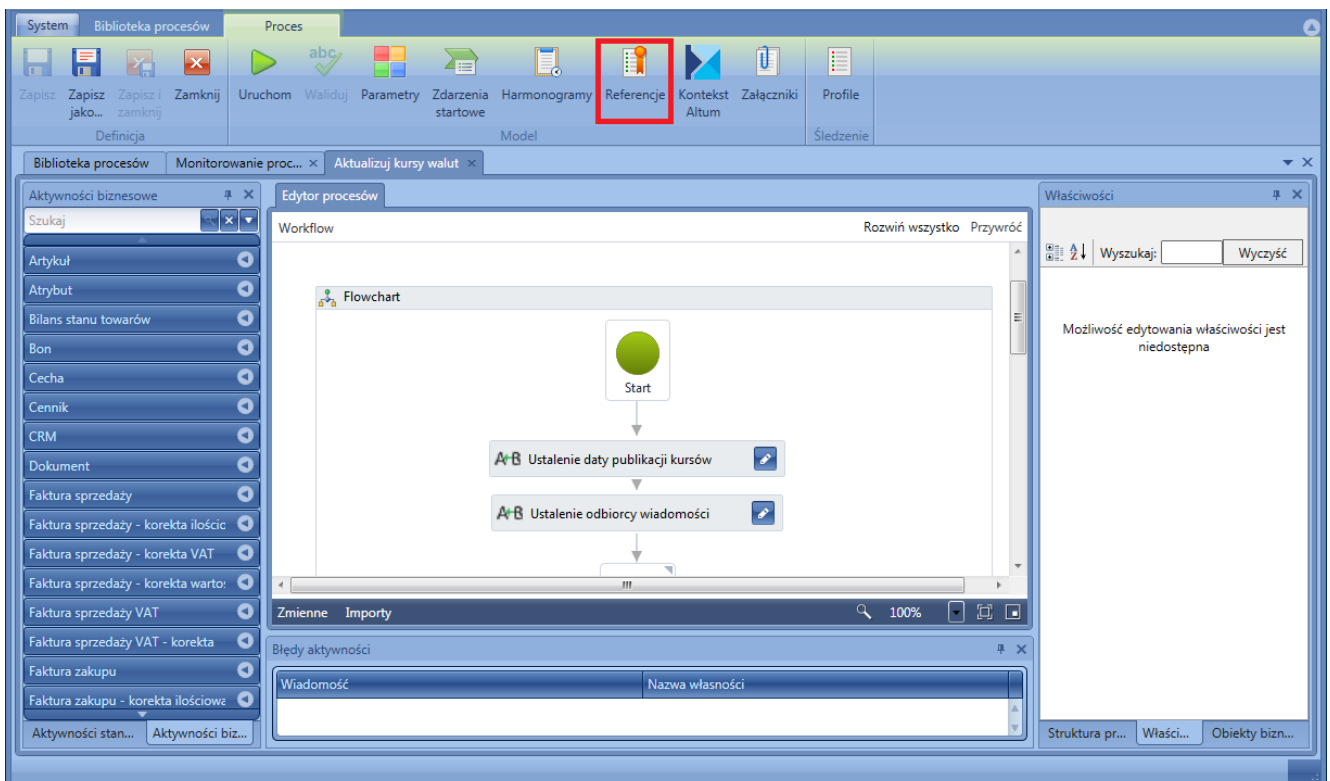 System Biblioteka procesów Proces
Zapisz Zapisz jako... Zapisz i zamknij Zamknij Uruchom Waliduj Parametry Zdarzenia startowe Harmonogramy Referencje Kontekst Altum Załączniki Profile
Definicja Model Śledzenie
Biblioteka procesów Monitorowanie proc... Aktualizuj kursy walut
Aktywności biznesowe
Szukaj
Artykuł
Atrybut
Bilans stanu towarów
Bon
Cecha
Cennik
CRM
Dokument
Faktura sprzedaży
Faktura sprzedaży - korekta ilośc
Faktura sprzedaży - korekta VAT
Faktura sprzedaży - korekta warto
Faktura sprzedaży VAT
Faktura sprzedaży VAT - korekta
Faktura zakupu
Faktura zakupu - korekta ilościowa
Aktywności stan... Aktywności biz...
Edytor procesów
Workflow Rozwiń wszystko Przywróć
Flowchart
Start
A+B Ustalenie daty publikacji kursów
A+B Ustalenie odbiorcy wiadomości
Zmienne Importy 100%
Błędy aktywności
Wiadomość Nazwa własności
Właściwości
Wyszukaj: Wyczyść
Możliwość edytowania właściwości jest
niedostępna
Struktura pr... Właści... Obiekty bizn...